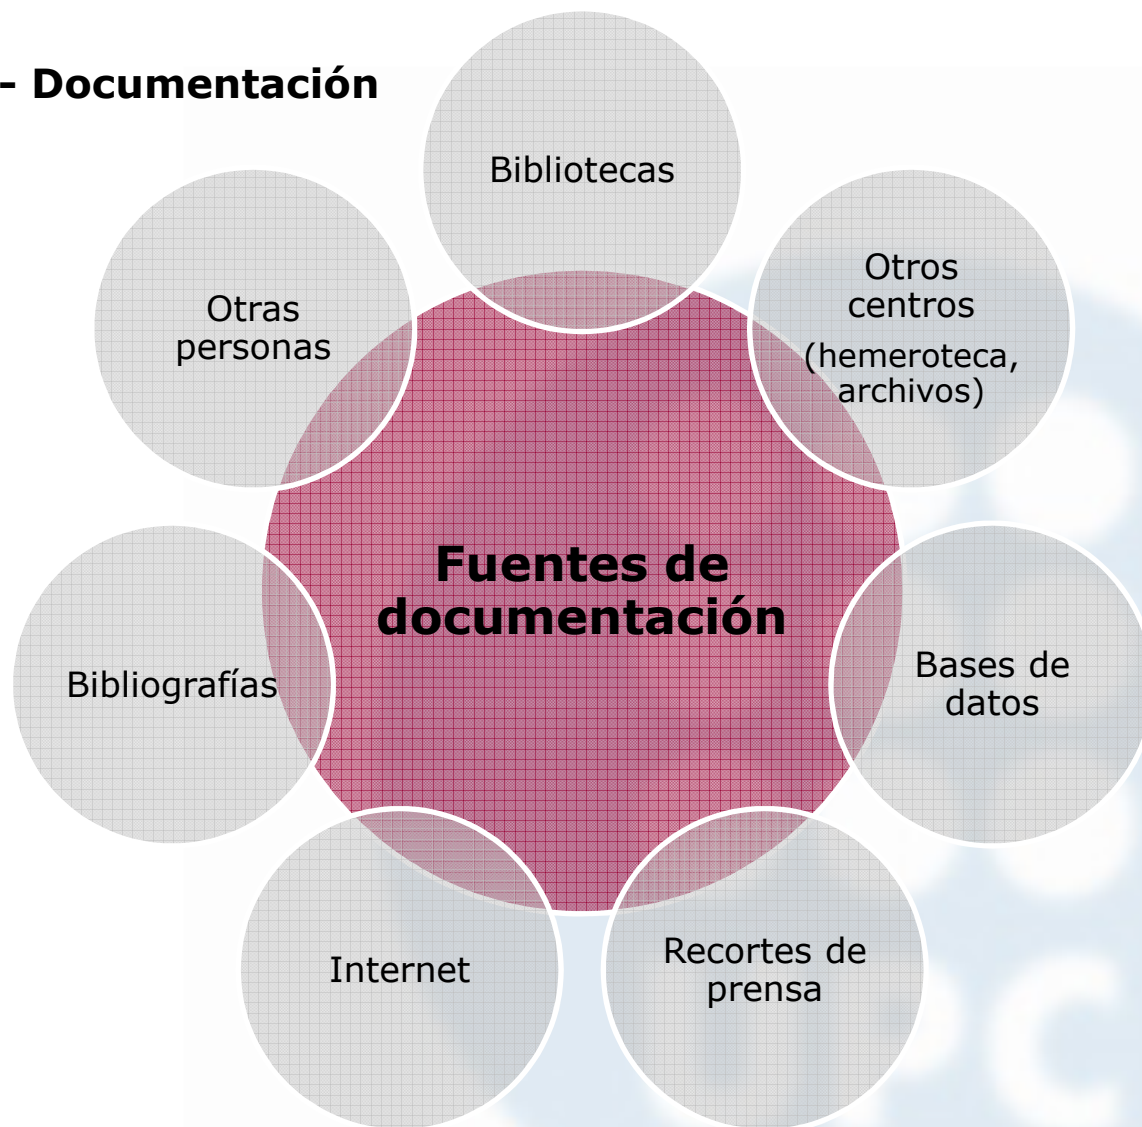 - Documentación
Bibliotecas
Otros
centros
(hemeroteca,
archivos)
Otras
personas
Fuentes de
documentación
Bases de
datos
Bibliografías
Recortes de
prensa
Internet
UPC